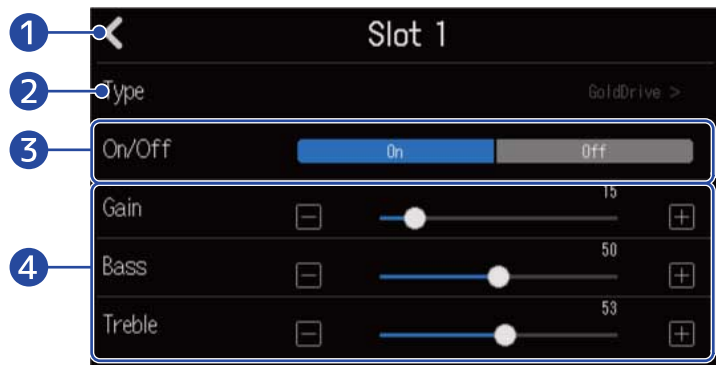 1 Slot 1
2 Type GoldDrive >
3 On/Off On Off
15
Gain
50
4 Bass
53
Treble